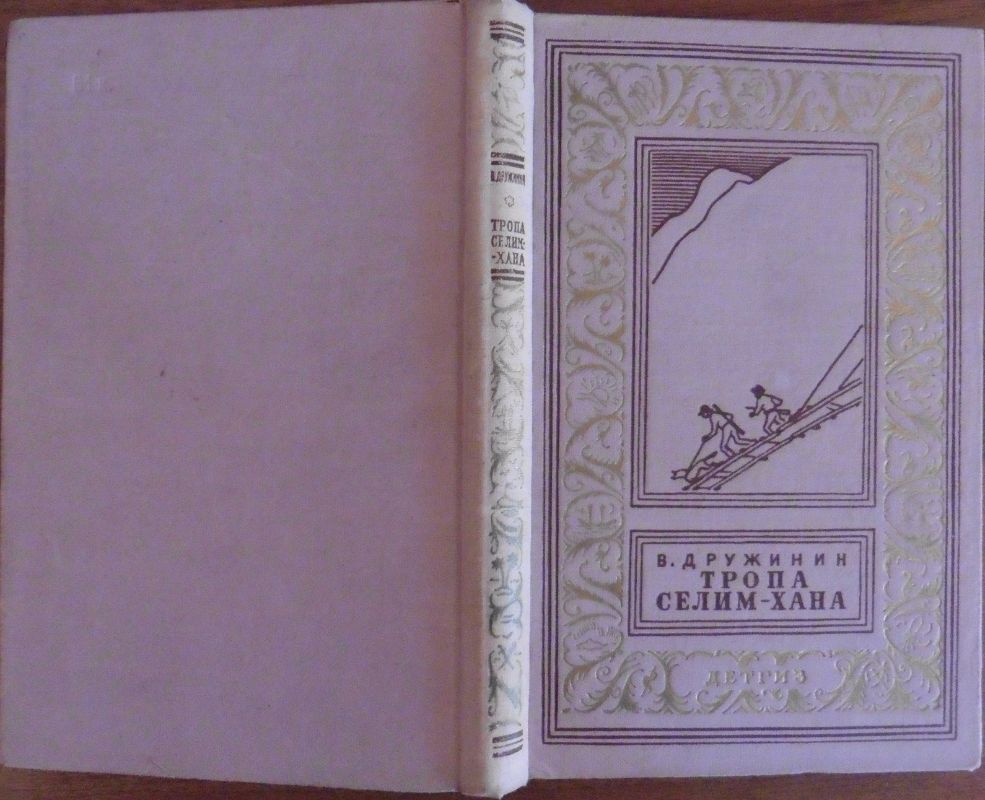 В. ДРУЖИНИН
ТРОПА
СЕЛИМ-
-ХАНА
В. ДРУЖИНИН
ТРОПА
СЕЛИМ-ХАНА
ДЕТГИЗ